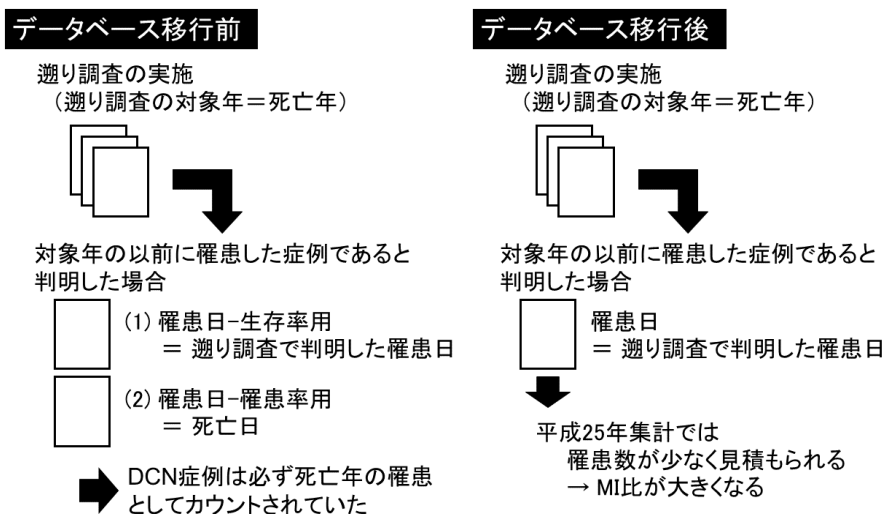 データベース移行前
遡り調査の実施
（遡り調査の対象年＝死亡年）
対象年の以前に罹患した症例であると
判明した場合
(1) 罹患日-生存率用
＝ 遡り調査で判明した罹患日
(2) 罹患日-罹患率用
＝ 死亡日
DCN症例は必ず死亡年の罹患
としてカウントされていた
データベース移行後
遡り調査の実施
（遡り調査の対象年＝死亡年）
対象年の以前に罹患した症例であると
判明した場合
罹患日
＝ 遡り調査で判明した罹患日
平成25年集計では
罹患数が少なく見積もられる
→ MI比が大きくなる